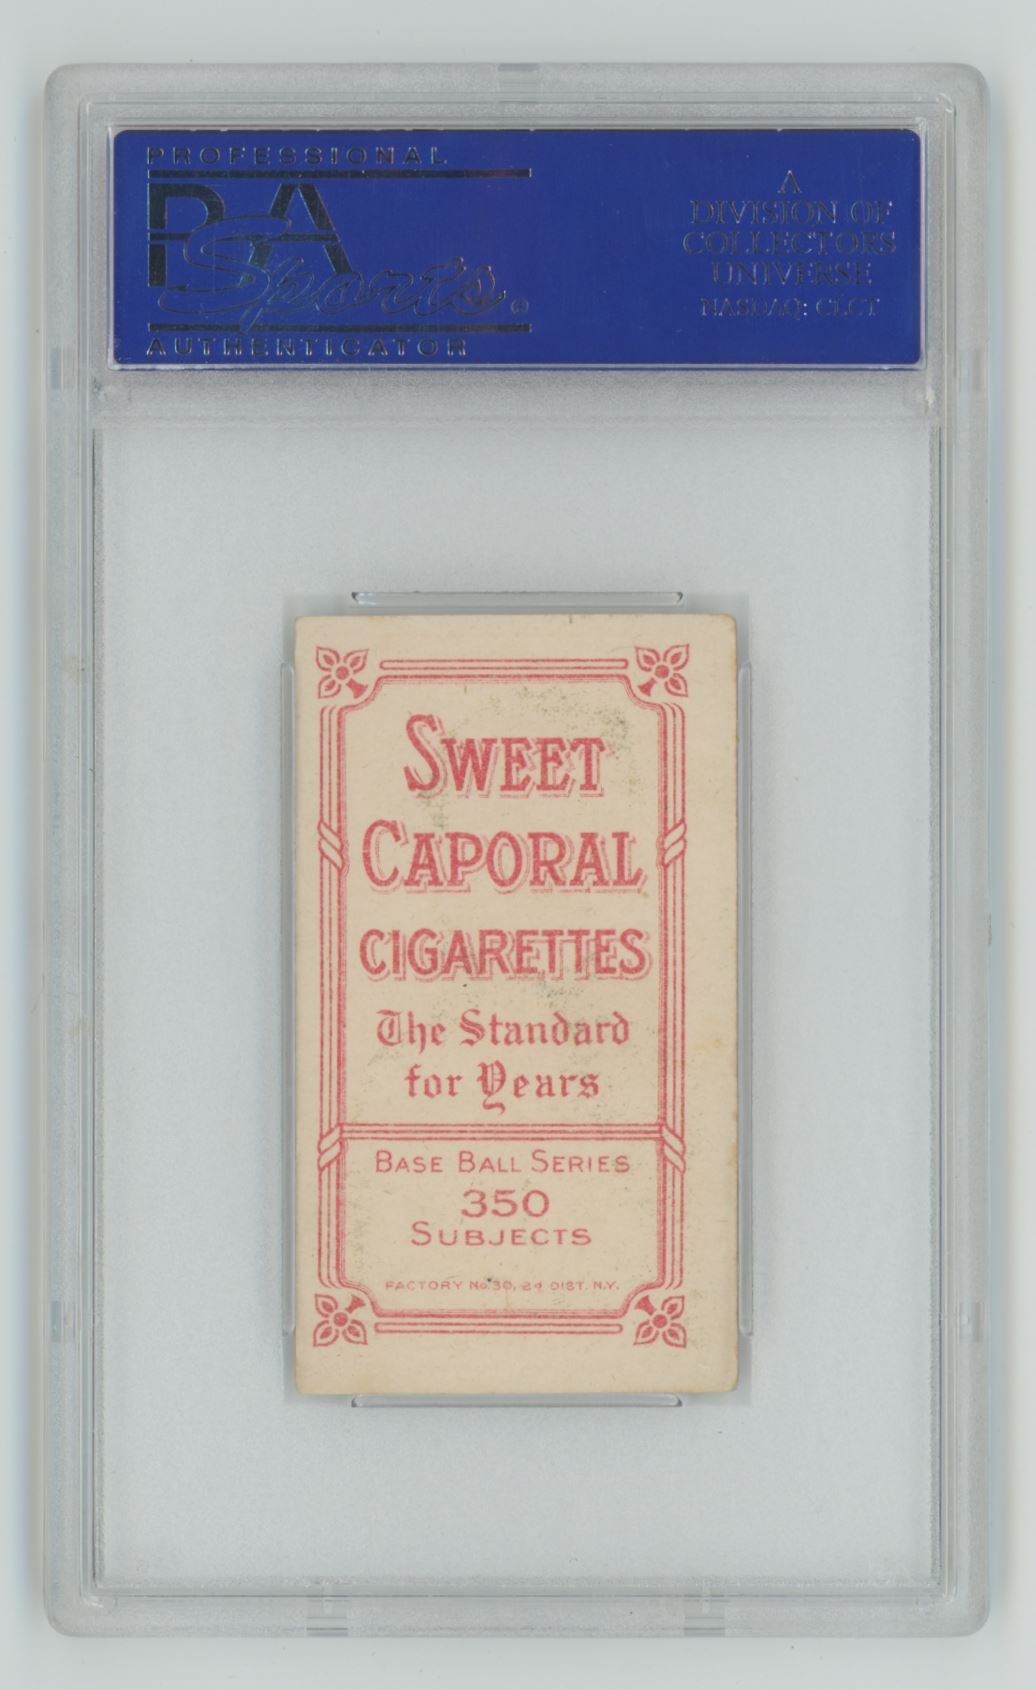 PROFESSIONAL
PSA
Sports®
AUTHENTICATOR
A
DIVISION OF
COLLECTORS
UNIVERSE
NASDAQ: CLCT
SWEET
CAPORAL
CIGARETTES
The Standard
for Years
BASE BALL SERIES
350
SUBJECTS
FACTORY No. 30, 2d DIST. N.Y.